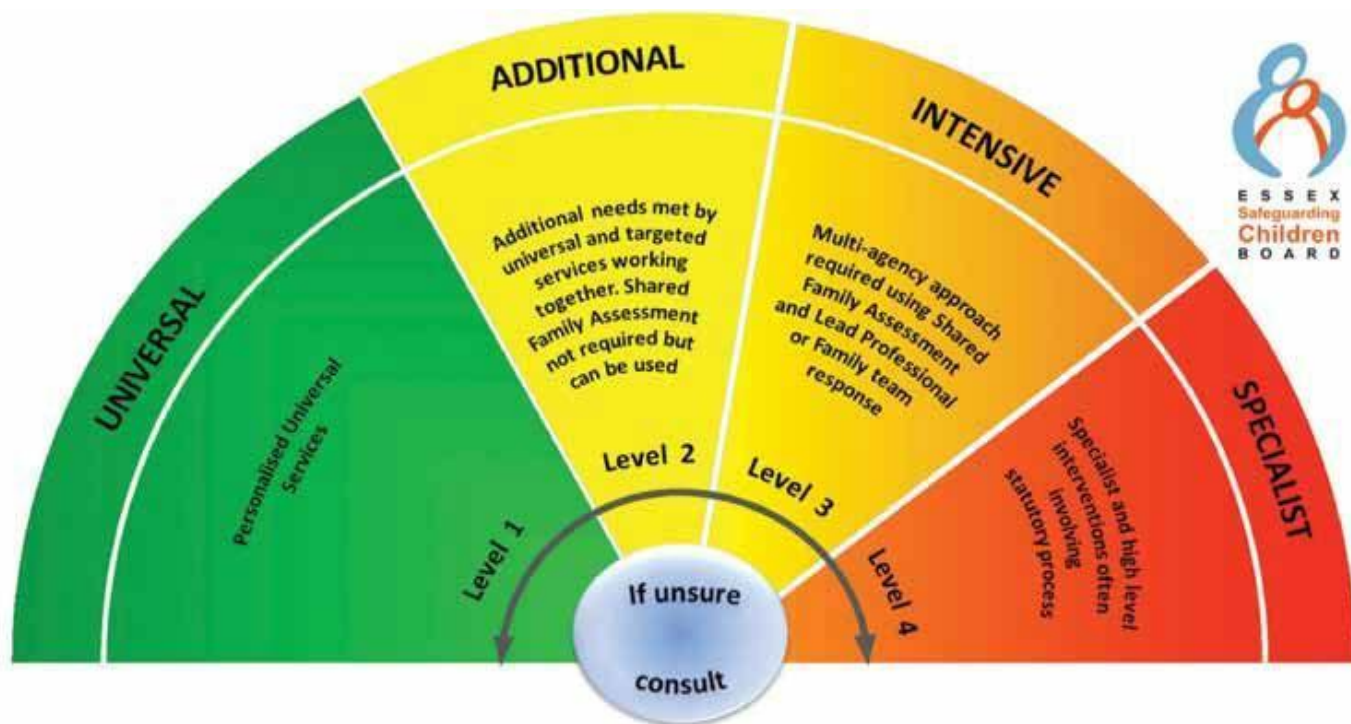 UNIVERSAL
Personalised Universal
Services
Level 1
ADDITIONAL
Additional needs met by
universal and targeted
services working
together. Shared
Family Assessment
not required but
can be used
Level 2
INTENSIVE
Multi-agency approach
required using Shared
Family Assessment
and Lead Professional
or Family team
response
Level 3
SPECIALIST
Specialist and high level
interventions often
involving
statutory process
Level 4
If unsure
consult
ESSEX
Safeguarding
Children
BOARD